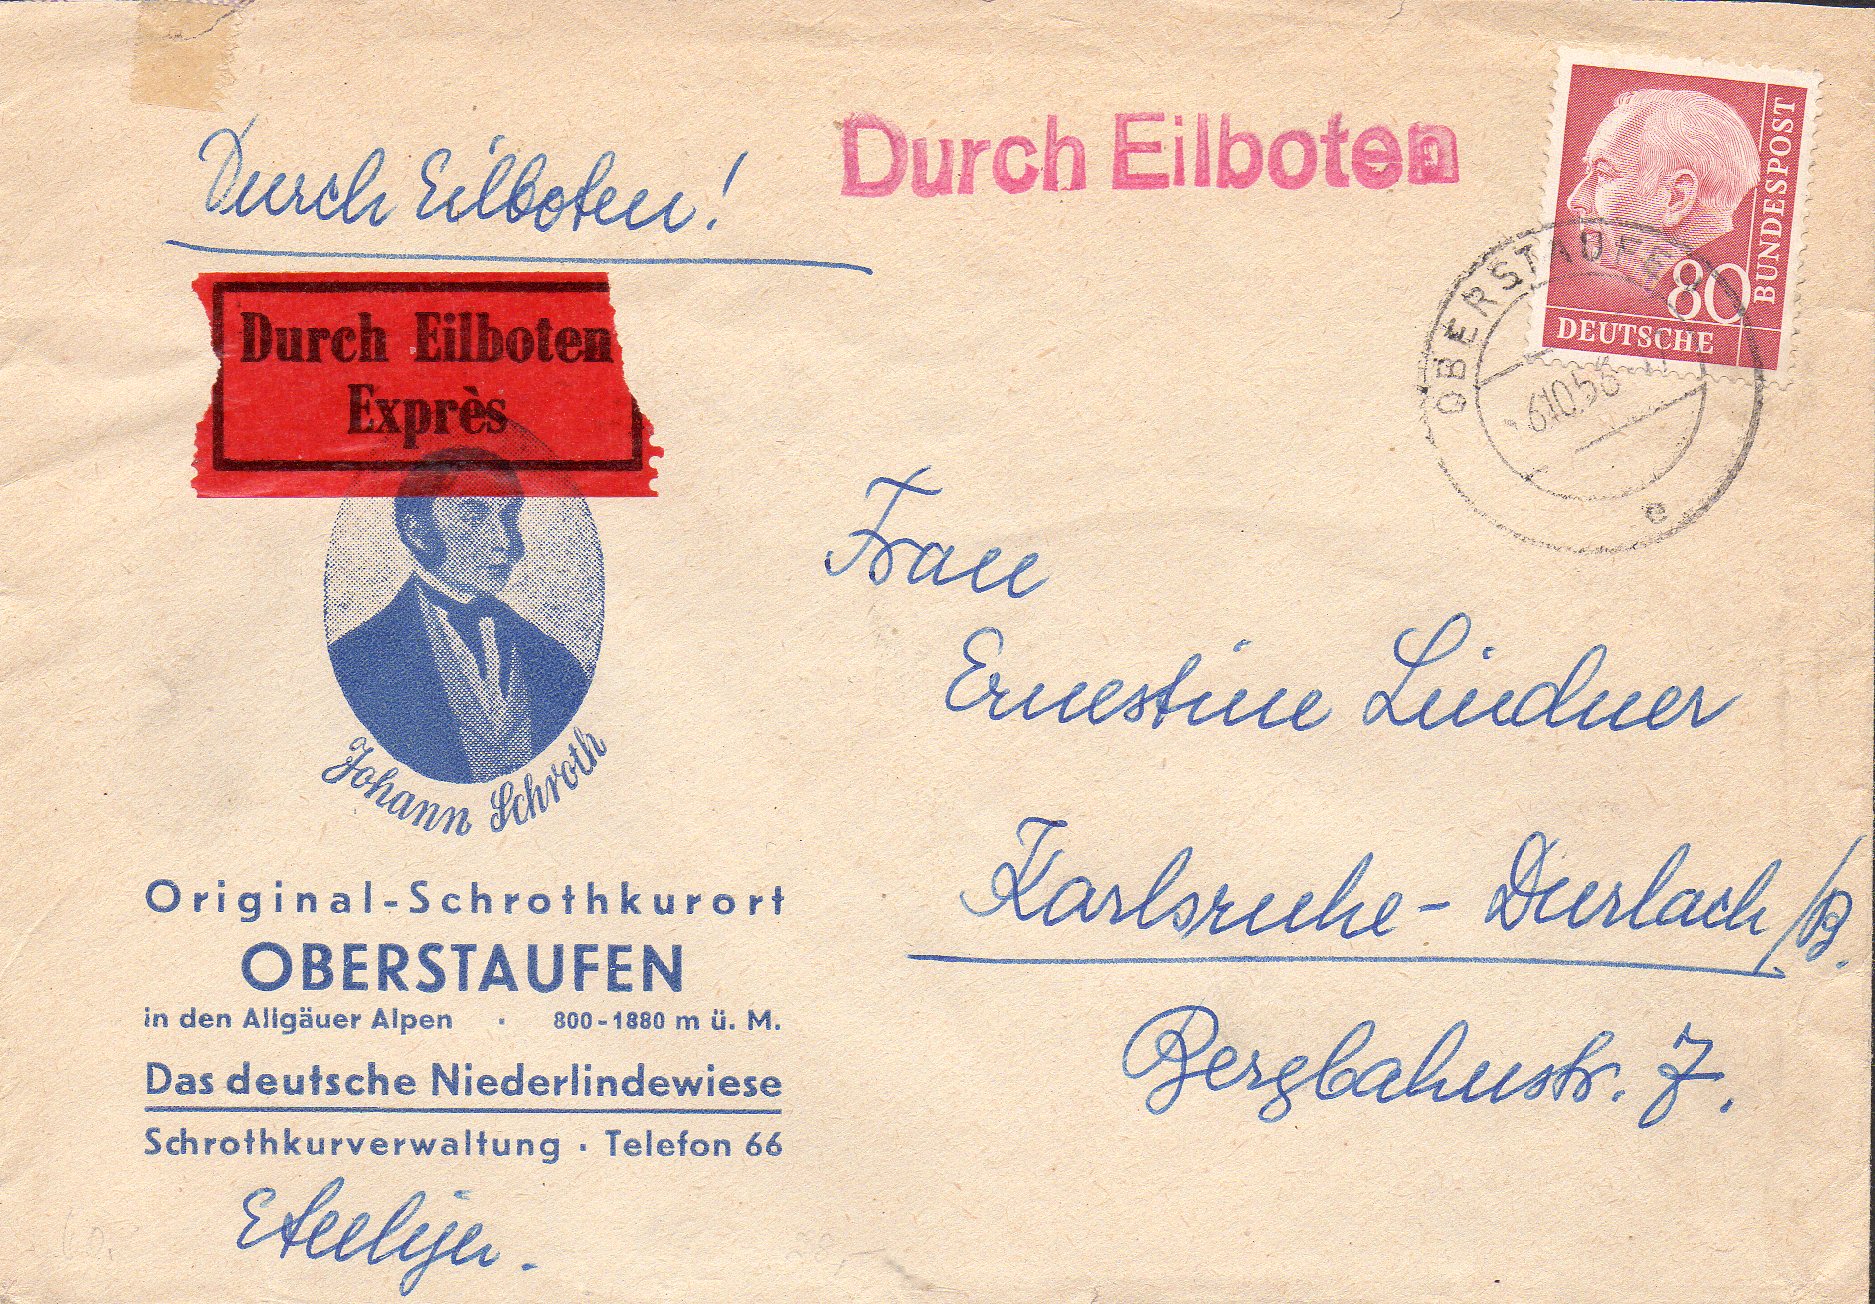 Durch Eilboten!
Durch Eilboten
BUNDESPOST
80
DEUTSCHE
OBERSTAUFEN
6.10.56
e
Durch Eilboten
Exprès
Frau
Ernestine Lindner
Karlsruhe - Durlach /B.
Bergbahnstr. 7.
Johann Schroth
Original-Schrothkurort
OBERSTAUFEN
in den Allgäuer Alpen · 800-1880 m ü. M.
Das deutsche Niederlindewiese
Schrothkurverwaltung · Telefon 66